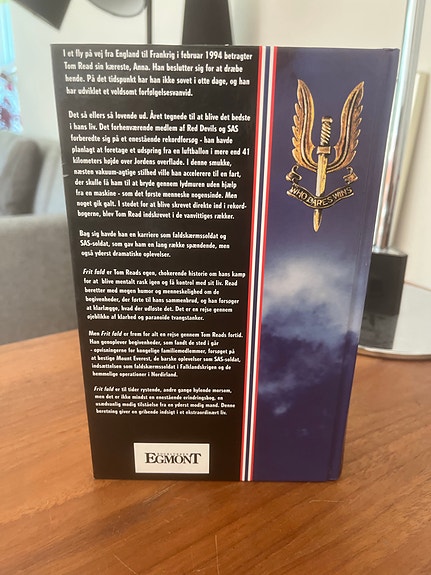 I et fly på vej fra England til Frankrig i februar 1994 betragter
Tom Read sin kæreste, Anna. Han beslutter sig for at dræbe
hende. På det tidspunkt har han ikke sovet i otte dage, og han
har udviklet et voldsomt forfølgelsesvanvid.
Det så ellers så lovende ud. Året tegnede til at blive det bedste
i hans liv. Det forhenværende medlem af Red Devils og SAS
forberedte sig på et enestående rekordforsøg - han havde
planlagt at foretage et udspring fra en luftballon i mere end 41
kilometers højde over Jordens overflade. I denne smukke,
næsten vakuum-agtige stilhed ville han accelerere til en fart,
der skulle få ham til at bryde gennem lydmuren uden hjælp
fra en maskine - som det første menneske nogensinde. Men
noget gik galt. I stedet for at blive skrevet direkte ind i rekord-
bøgerne, blev Tom Read indskrevet i de vanvittiges rækker.
Bag sig havde han en karriere som faldskærmssoldat og
SAS-soldat, som gav ham en lang række spændende, men
også yderst dramatiske oplevelser.
Frit fald er Tom Reads egen, chokerende historie om hans kamp
for at blive mentalt rask igen og få kontrol med sit liv. Read
beretter med megen humor og menneskelighed om de
begivenheder, der førte til hans sammenbrud, og han forsøger
at klarlægge, hvad der udløste det. Det er en rejse gennem
øjeblikke af klarhed og paranoide tvangstanker.
Men Frit fald er frem for alt en rejse gennem Tom Reads fortid.
Han genoplever begivenheder, som fandt de sted i går
- opvisningerne for kongelige familiemedlemmer, forsøget på
at bestige Mount Everest, de barske oplevelser som SAS-soldat,
indsættelsen som faldskærmssoldat i Falklandskrigen og de
hemmelige operationer i Nordirland.
Frit fald er til tider rystende, andre gange hylende morsom,
men det er ikke mindst en enestående erindringsbog, en
usædvanlig modig tilståelse fra en yderst modig mand. Denne
beretning giver en gribende indsigt i et ekstraordinært liv.
WHO DARES WINS
EGMONT